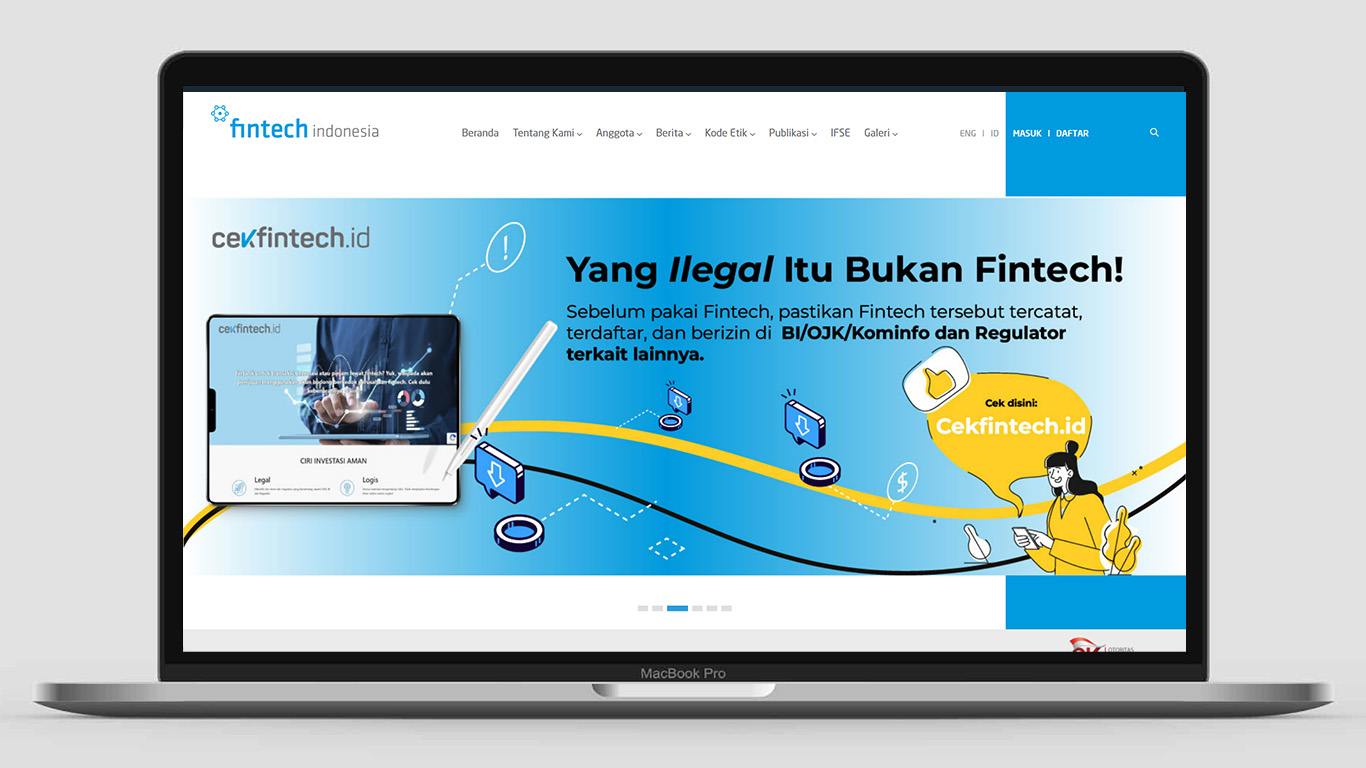 fintech indonesia
Beranda Tentang Kami Anggota Berita Kode Etik Publikasi IFSE Galeri ENG | ID MASUK | DAFTAR
cekfintech.id
Yang Ilegal Itu Bukan Fintech!
Sebelum pakai Fintech, pastikan Fintech tersebut tercatat,
terdaftar, dan berizin di BI/OJK/Kominfo dan Regulator
terkait lainnya.
cekfintech.id
CIRI INVESTASI AMAN
Legal
Logis
Cek disini:
Cekfintech.id
OTORITAS
MacBook Pro